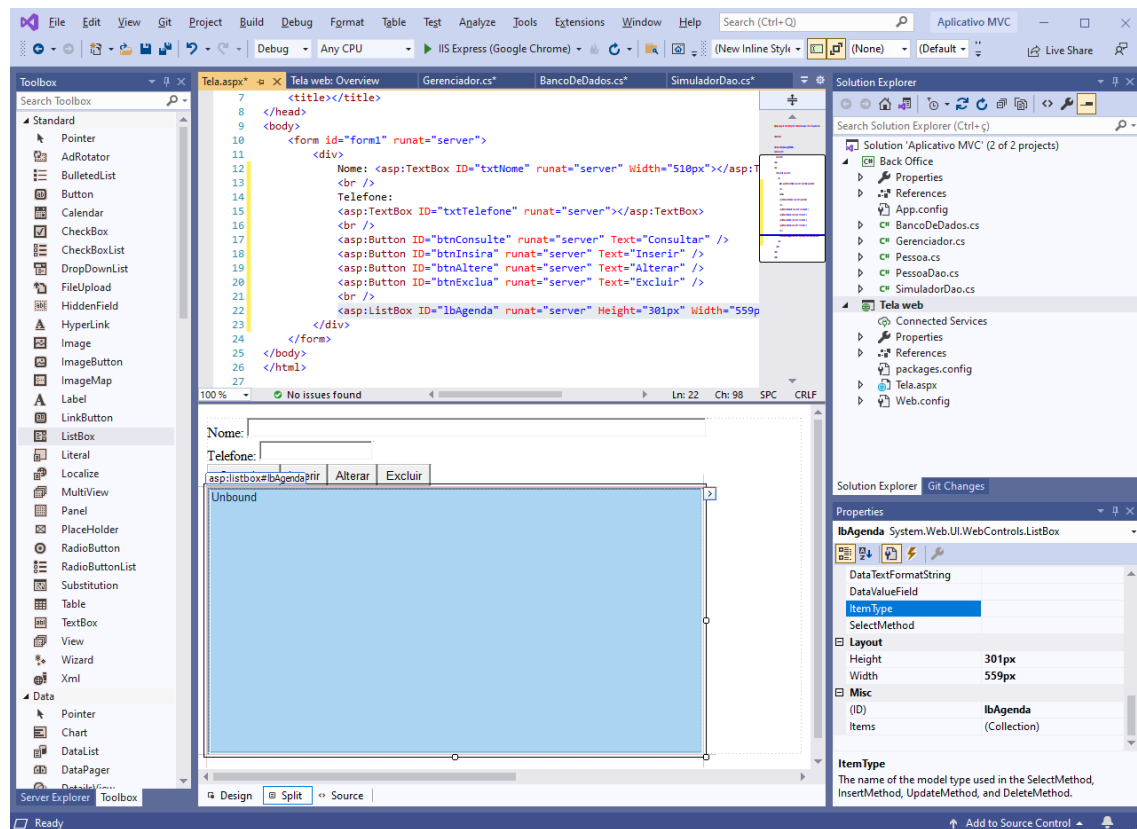 File Edit View Git Project Build Debug Format Table Test Analyze Tools Extensions Window Help Search (Ctrl+Q) Aplicativo MVC
Debug Any CPU IIS Express (Google Chrome) (New Inline Style (None) (Default Live Share
Toolbox
Search Toolbox
Standard
Pointer
AdRotator
BulletedList
Button
Calendar
CheckBox
CheckBoxList
DropDownList
FileUpload
HiddenField
HyperLink
Image
ImageButton
ImageMap
Label
LinkButton
ListBox
Literal
Localize
MultiView
Panel
PlaceHolder
RadioButton
RadioButtonList
Substitution
Table
TextBox
View
Wizard
Xml
Data
Pointer
Chart
DataList
DataPager
DetailsView
Server Explorer Toolbox
Tela.aspx* Tela web: Overview Gerenciador.cs* BancoDeDados.cs* SimuladorDao.cs*
7 <title></title>
8 </head>
9 <body>
10 <form id="form1" runat="server">
11 <div>
12 Nome: <asp:TextBox ID="txtNome" runat="server" Width="510px"></asp:T
13 <br />
14 Telefone:
15 <asp:TextBox ID="txtTelefone" runat="server"></asp:TextBox>
16 <br />
17 <asp:Button ID="btnConsulte" runat="server" Text="Consultar" />
18 <asp:Button ID="btnInsira" runat="server" Text="Inserir" />
19 <asp:Button ID="btnAltere" runat="server" Text="Alterar" />
20 <asp:Button ID="btnExclua" runat="server" Text="Excluir" />
21 <br />
22 <asp:ListBox ID="lbAgenda" runat="server" Height="301px" Width="559p
23 </div>
24 </form>
25 </body>
26 </html>
27
100 % No issues found Ln: 22 Ch: 98 SPC CRLF
Nome:
Telefone:
asp:listbox#lbAgenda erir Alterar Excluir
Unbound
Design Split Source
Solution Explorer
Search Solution Explorer (Ctrl+ç)
Solution 'Aplicativo MVC' (2 of 2 projects)
Back Office
Properties
References
App.config
BancoDeDados.cs
Gerenciador.cs
Pessoa.cs
PessoaDao.cs
SimuladorDao.cs
Tela web
Connected Services
Properties
References
packages.config
Tela.aspx
Web.config
Solution Explorer Git Changes
Properties
lbAgenda System.Web.UI.WebControls.ListBox
DataTextFormatString
DataValueField
ItemType
SelectMethod
Layout
Height 301px
Width 559px
Misc
(ID) lbAgenda
Items (Collection)
ItemType
The name of the model type used in the SelectMethod,
InsertMethod, UpdateMethod, and DeleteMethod.
Ready Add to Source Control